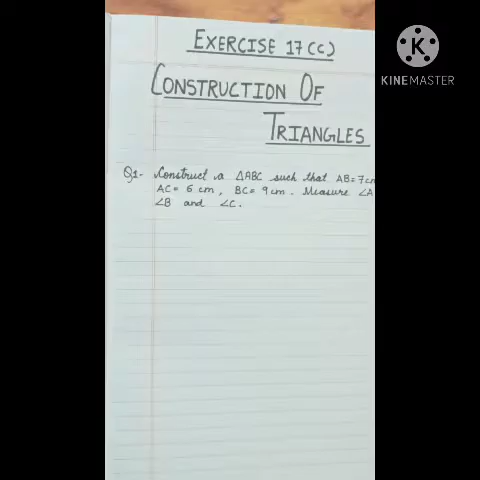 EXERCISE 17(C)
CONSTRUCTION OF
TRIANGLES
Q1- Construct a △ABC such that AB=7cm
AC= 6 cm, BC= 9 cm. Measure ∠A
∠B and ∠C.
KINEMASTER